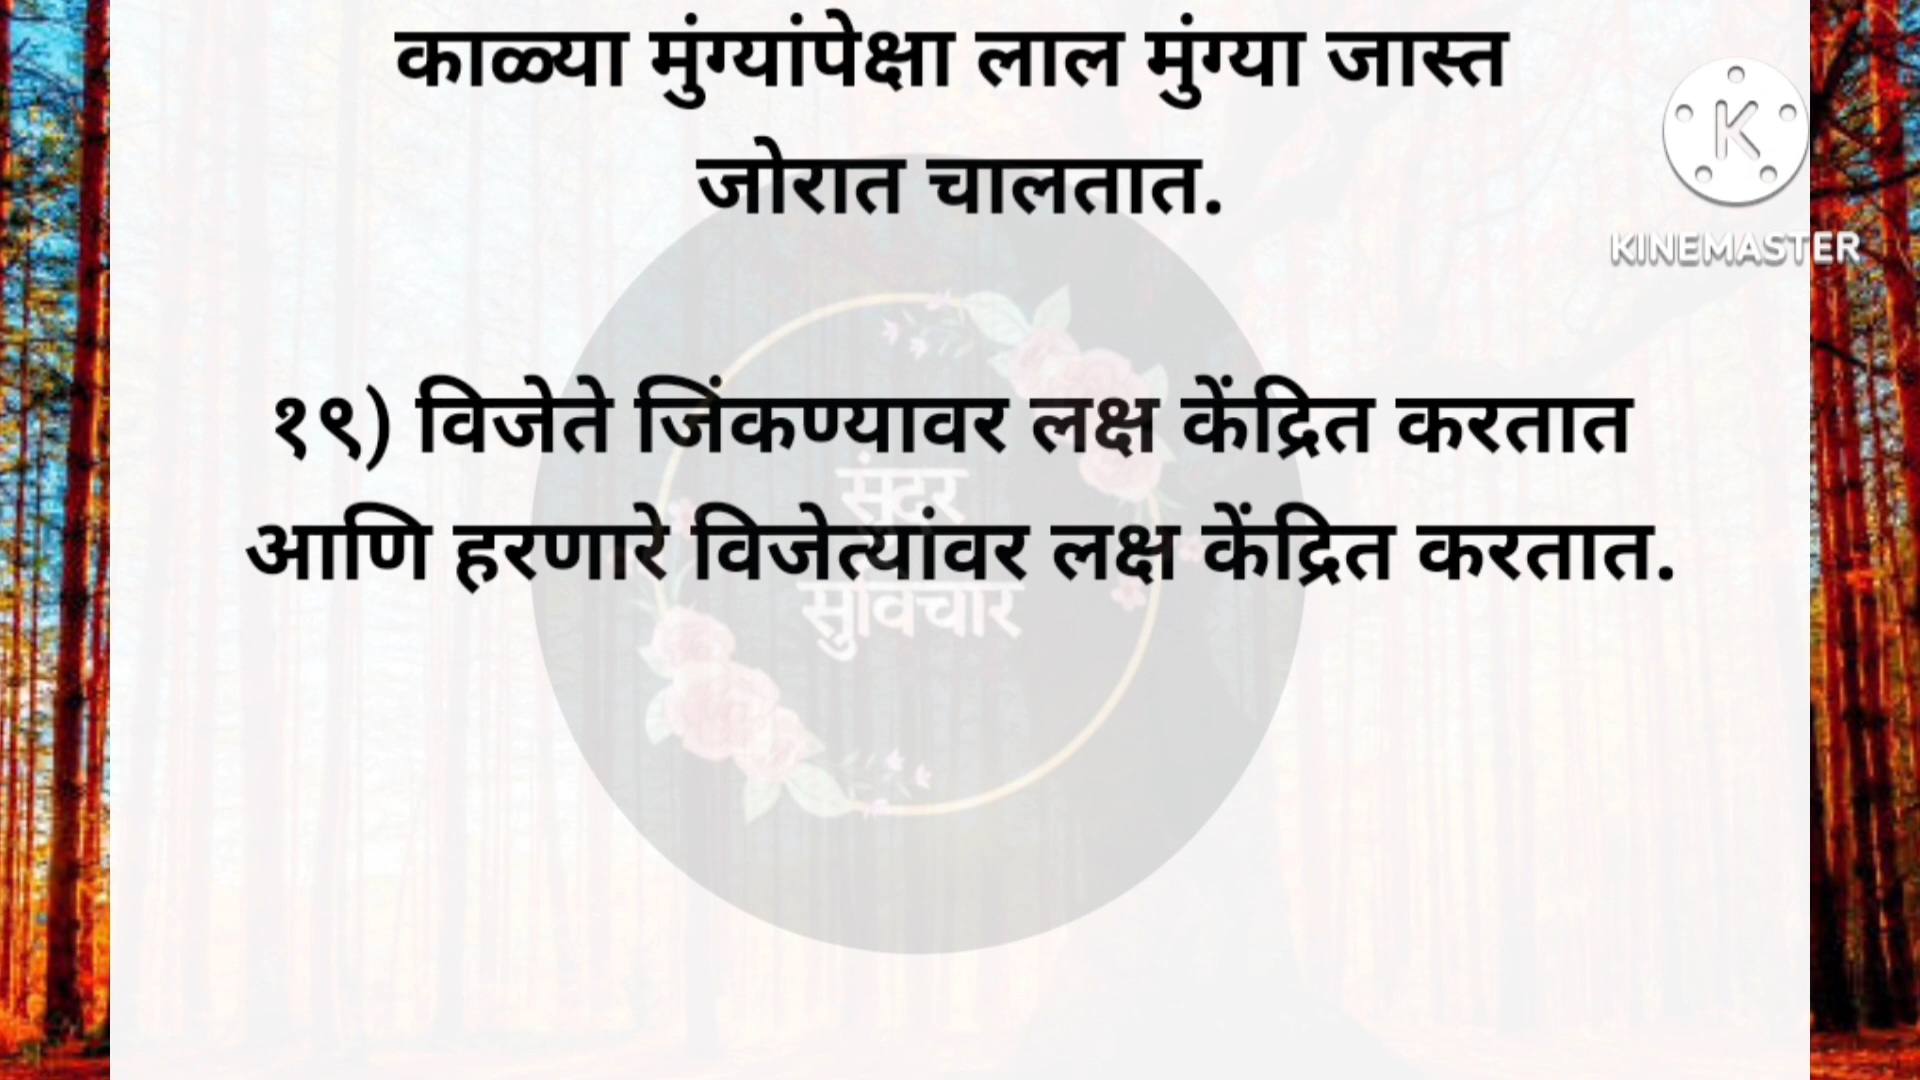 काळ्या मुंग्यांपेक्षा लाल मुंग्या जास्त
जोरात चालतात.
K
KINEMASTER
१९) विजेते जिंकण्यावर लक्ष केंद्रित करतात
आणि हरणारे विजेत्यांवर लक्ष केंद्रित करतात.
सुंदर
सुविचार